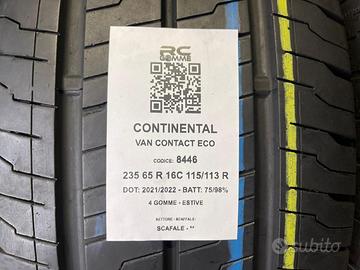 RC
GOMME
CONTINENTAL
VAN CONTACT ECO
CODICE: 8446
235 65 R 16C 115/113 R
DOT: 2021/2022 - BATT: 75/98%
4 GOMME - ESTIVE
SETTORE - SCAFFALE:
SCAFALE - **
subito